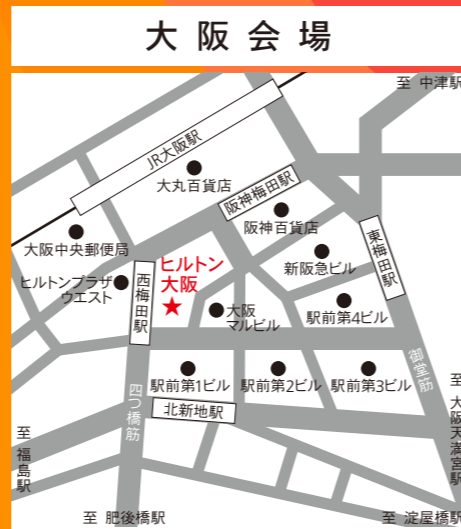 大阪会場
至 中津駅
JR大阪駅
大丸百貨店
阪神梅田駅
阪神百貨店
東梅田駅
大阪中央郵便局
新阪急ビル
ヒルトンプラザ
ウエスト
西梅田駅
ヒルトン
大阪
★
大阪
マルビル
駅前第4ビル
駅前第1ビル
駅前第2ビル
駅前第3ビル
御堂筋
四つ橋筋
北新地駅
至 大阪天満宮駅
至 福島駅
至 肥後橋駅
至 淀屋橋駅